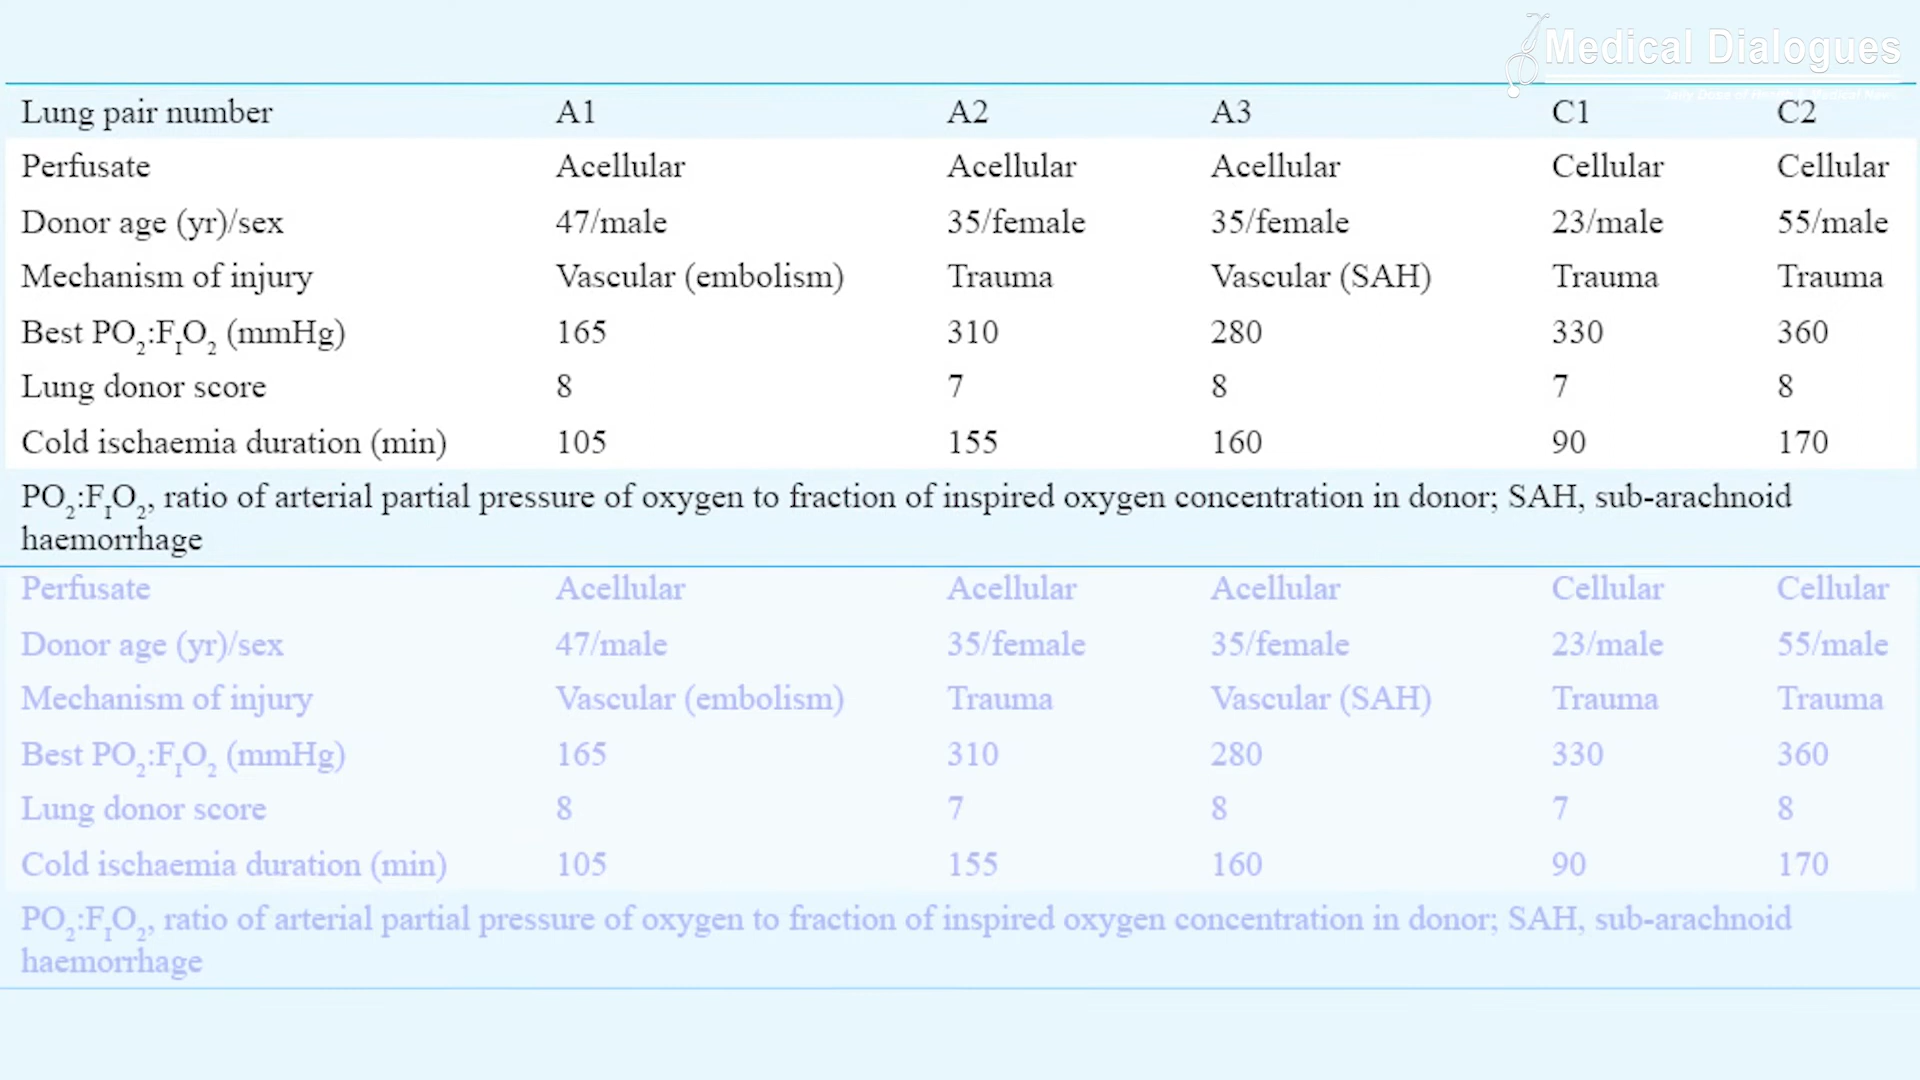 Medical Dialogues
Lung pair number A1 A2 A3 C1 C2
Perfusate Acellular Acellular Acellular Cellular Cellular
Donor age (yr)/sex 47/male 35/female 35/female 23/male 55/male
Mechanism of injury Vascular (embolism) Trauma Vascular (SAH) Trauma Trauma
Best PO₂:FᵢO₂ (mmHg) 165 310 280 330 360
Lung donor score 8 7 8 7 8
Cold ischaemia duration (min) 105 155 160 90 170
PO₂:FᵢO₂, ratio of arterial partial pressure of oxygen to fraction of inspired oxygen concentration in donor; SAH, sub-arachnoid
haemorrhage
Perfusate Acellular Acellular Acellular Cellular Cellular
Donor age (yr)/sex 47/male 35/female 35/female 23/male 55/male
Mechanism of injury Vascular (embolism) Trauma Vascular (SAH) Trauma Trauma
Best PO₂:FᵢO₂ (mmHg) 165 310 280 330 360
Lung donor score 8 7 8 7 8
Cold ischaemia duration (min) 105 155 160 90 170
PO₂:FᵢO₂, ratio of arterial partial pressure of oxygen to fraction of inspired oxygen concentration in donor; SAH, sub-arachnoid
haemorrhage